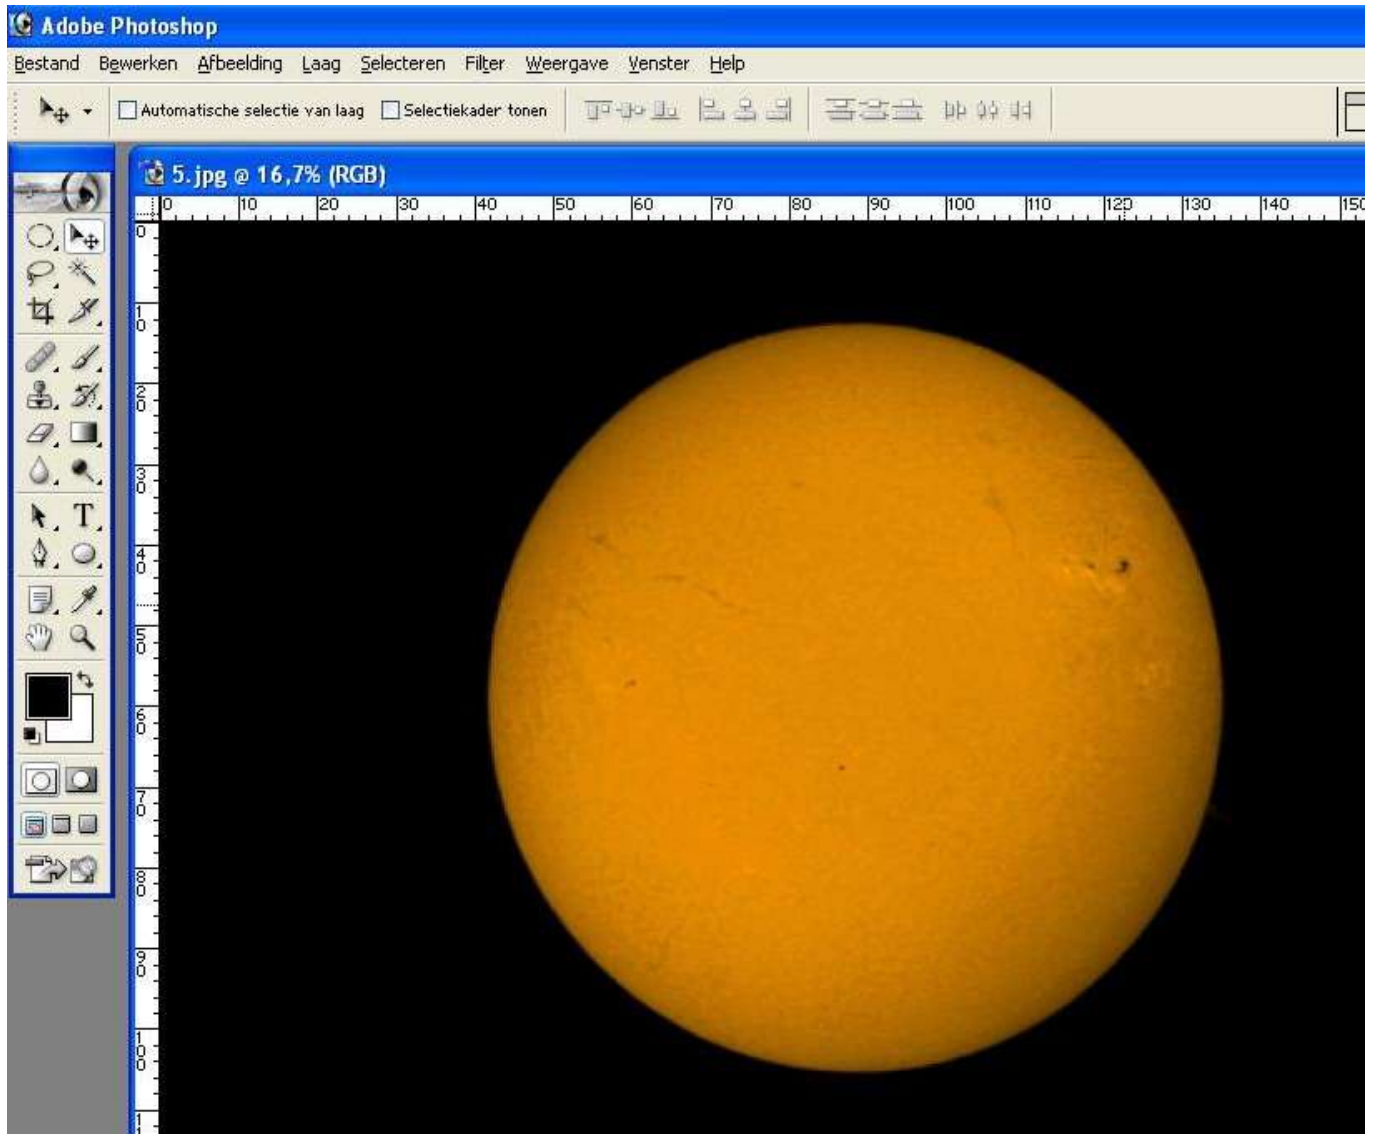 Adobe Photoshop
Bestand Bewerken Afbeelding Laag Selecteren Filter Weergave Venster Help
Automatische selectie van laag Selectiekader tonen
5.jpg @ 16,7% (RGB)
0 10 20 30 40 50 60 70 80 90 100 110 120 130 140 150
0
10
20
30
40
T
50
60
70
80
90
100
11